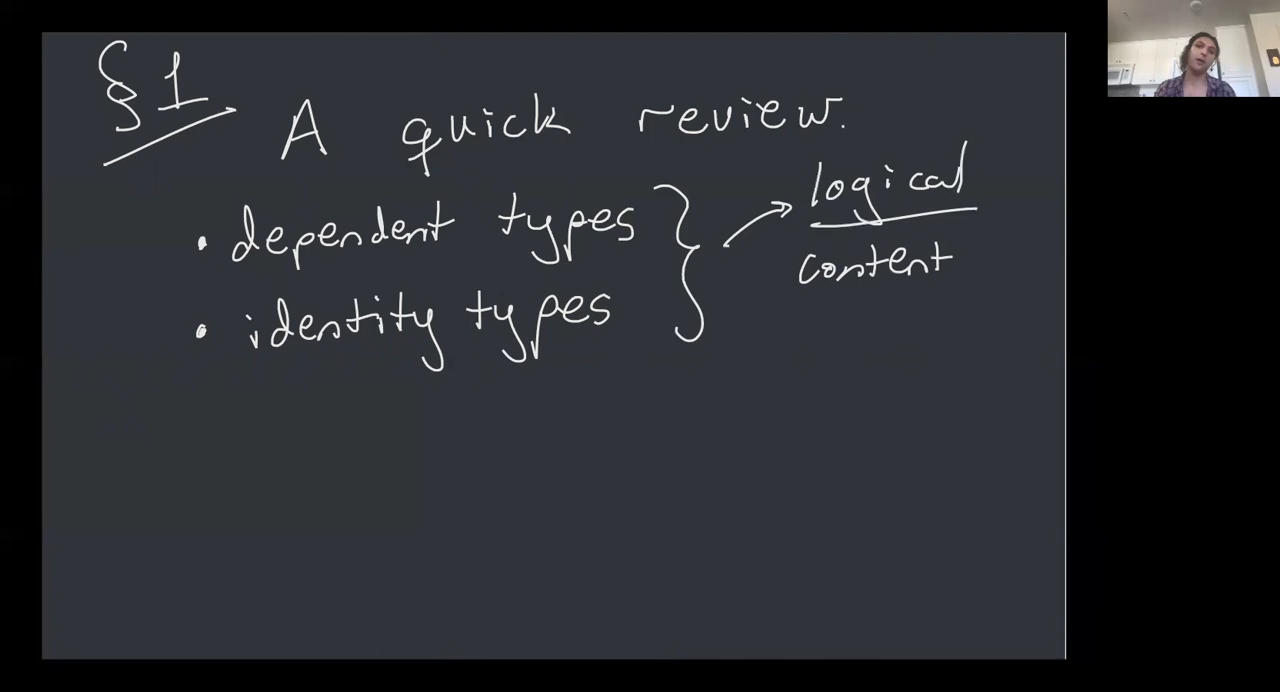 §1 A quick review.
• dependent types
• identity types
logical
content